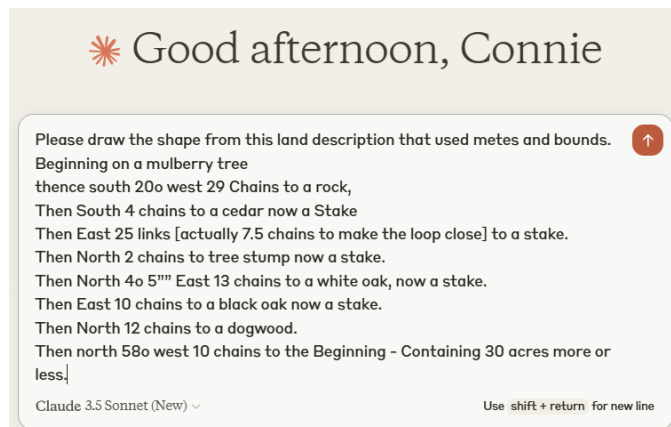 Good afternoon, Connie
Please draw the shape from this land description that used metes and bounds.
Beginning on a mulberry tree
thence south 20o west 29 Chains to a rock,
Then South 4 chains to a cedar now a Stake
Then East 25 links [actually 7.5 chains to make the loop close] to a stake.
Then North 2 chains to tree stump now a stake.
Then North 4o 5”” East 13 chains to a white oak, now a stake.
Then East 10 chains to a black oak now a stake.
Then North 12 chains to a dogwood.
Then north 58o west 10 chains to the Beginning - Containing 30 acres more or
less.
Claude 3.5 Sonnet (New)
Use shift + return for new line